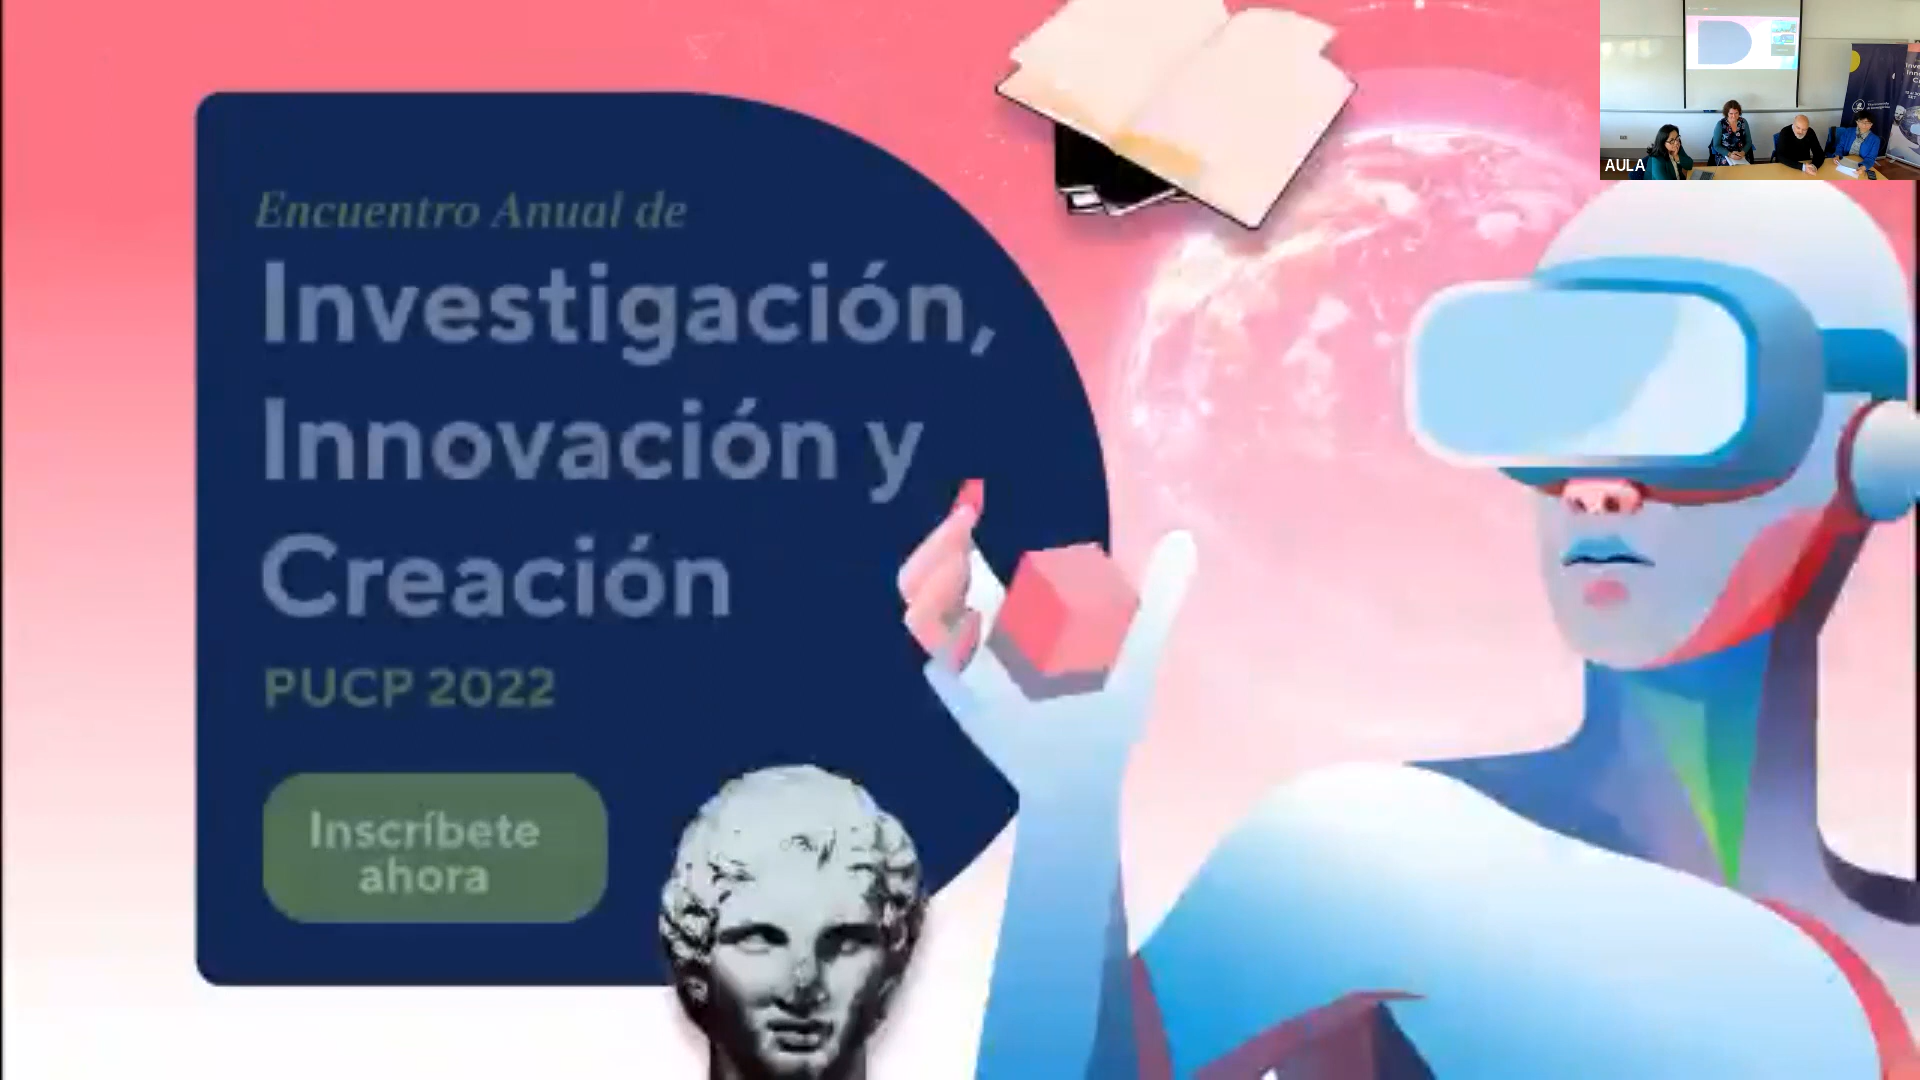 Encuentro Anual de
Investigación,
Innovación y
Creación
PUCP 2022
Inscríbete
ahora
AULA